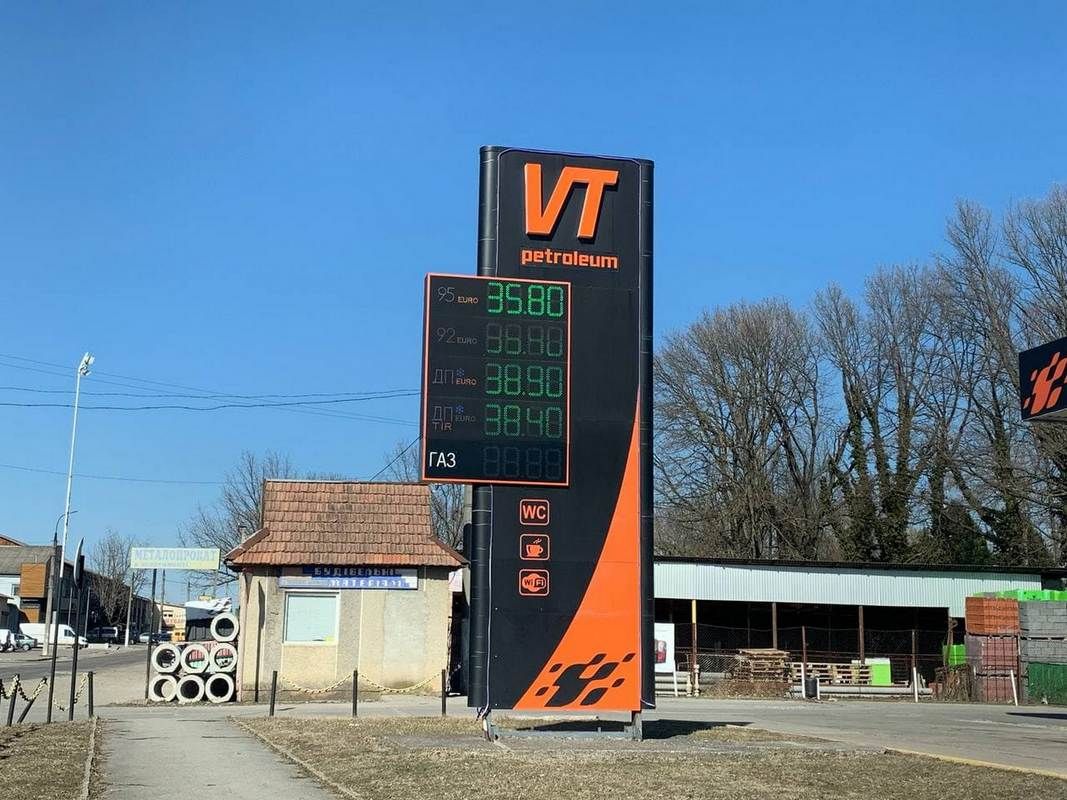 VT
petroleum
95 EURO 35.80
92 EURO
ДП EURO 38.90
ДП EURO 38.40
TIR
ГАЗ
WC
WiFi
МЕТАЛОПРОКАТ
БУДІВЕЛЬНІ
МАТЕРІАЛИ